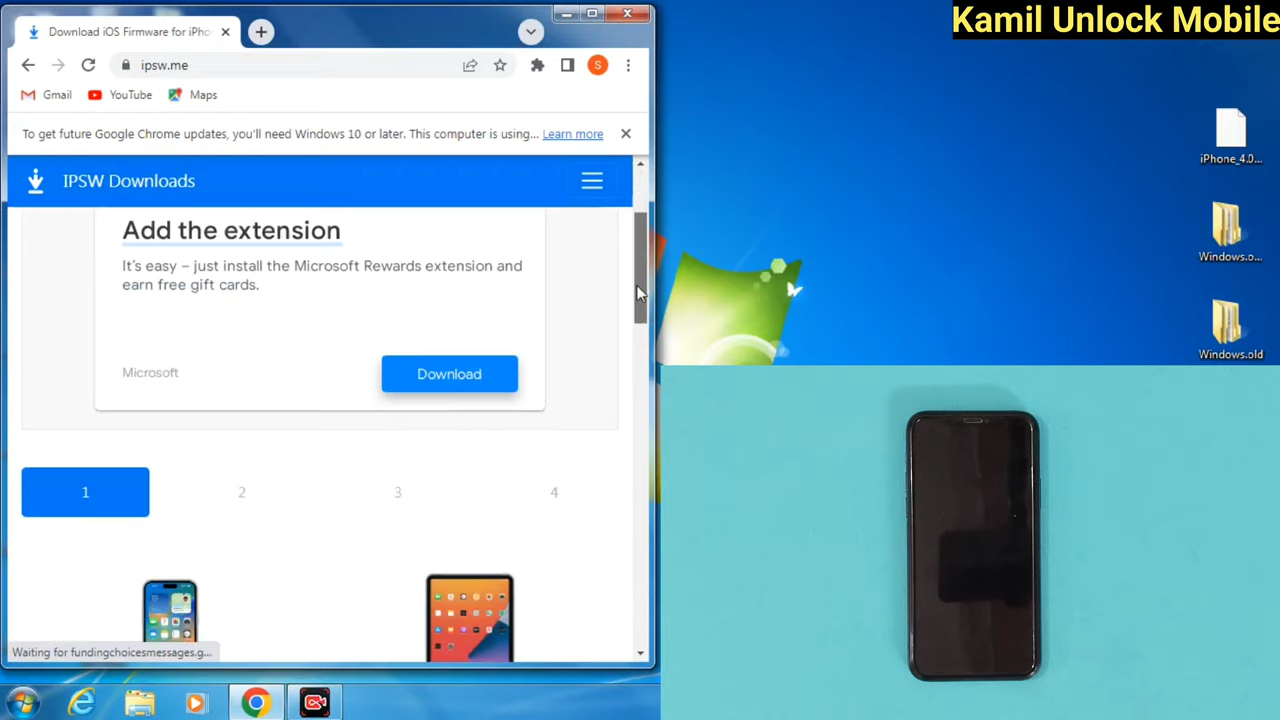 Kamil Unlock Mobile
Download iOS Firmware for iPho
ipsw.me
S
Gmail
YouTube
Maps
To get future Google Chrome updates, you'll need Windows 10 or later. This computer is using... Learn more
IPSW Downloads
Add the extension
It's easy – just install the Microsoft Rewards extension and
earn free gift cards.
Microsoft
Download
1
2
3
4
Waiting for fundingchoicesmessages.g...
iPhone_4.0...
Windows.o...
Windows.old